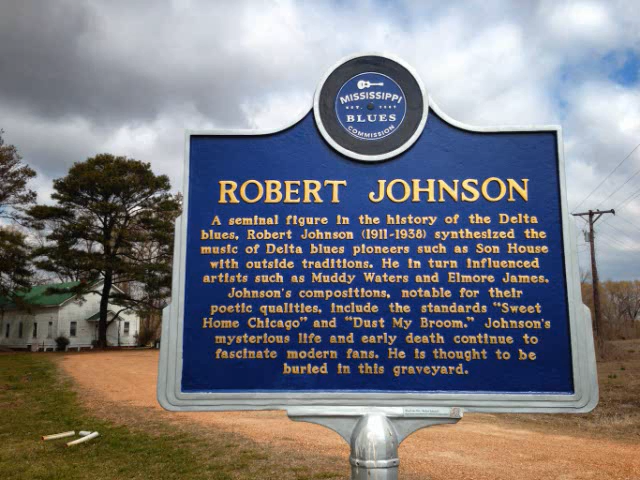 MISSISSIPPI
BLUES
COMMISSION
ROBERT JOHNSON
A seminal figure in the history of the Delta
blues, Robert Johnson (1911-1938) synthesized the
music of Delta blues pioneers such as Son House
with outside traditions. He in turn influenced
artists such as Muddy Waters and Elmore James.
Johnson's compositions, notable for their
poetic qualities, include the standards "Sweet
Home Chicago" and "Dust My Broom." Johnson's
mysterious life and early death continue to
fascinate modern fans. He is thought to be
buried in this graveyard.